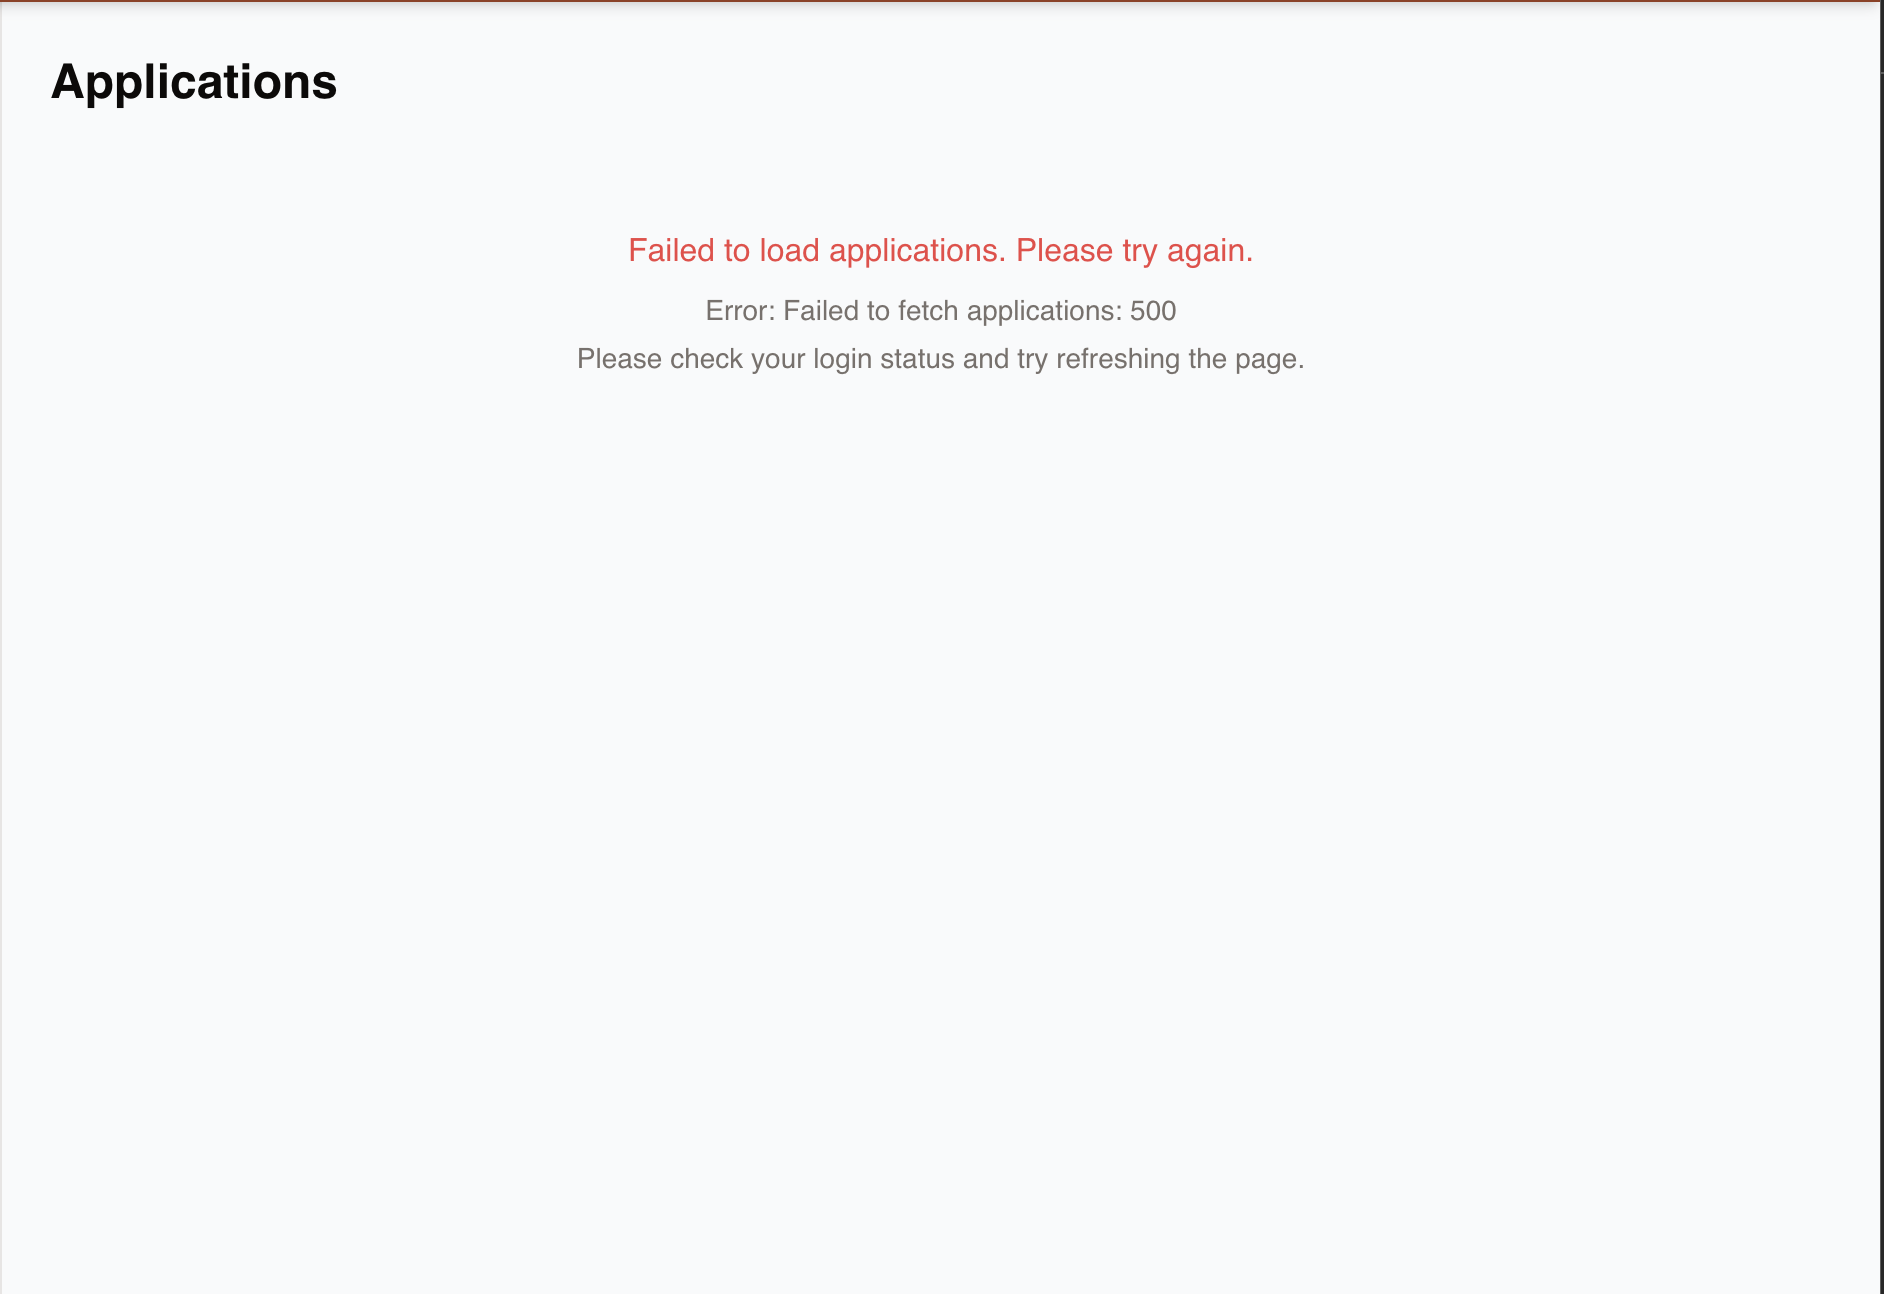 Applications
Failed to load applications. Please try again.
Error: Failed to fetch applications: 500
Please check your login status and try refreshing the page.